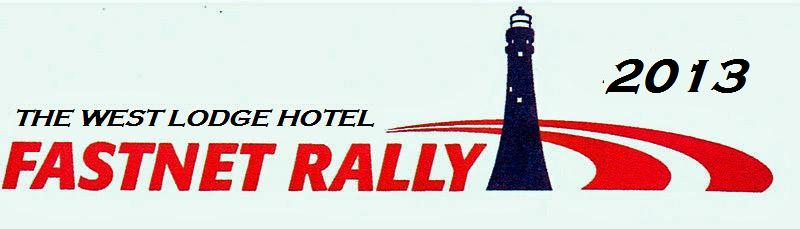 2013
THE WEST LODGE HOTEL
FASTNET RALLY